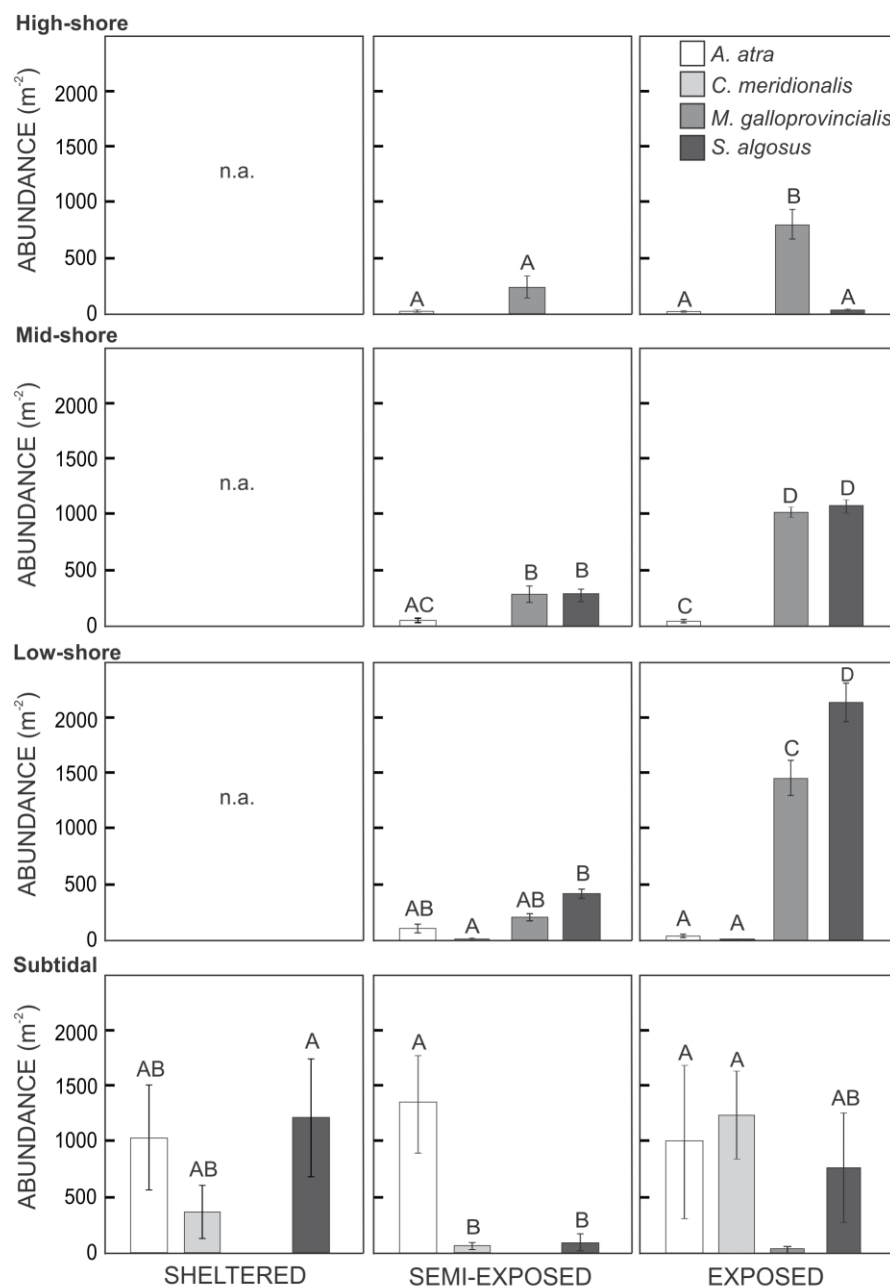 High-shore
ABUNDANCE (m-2)
2000
1500
1000
500
0
n.a.
A
A
A
B
A
A. atra
C. meridionalis
M. galloprovincialis
S. algosus
Mid-shore
ABUNDANCE (m-2)
2000
1500
1000
500
0
n.a.
AC
B
B
C
D
D
Low-shore
ABUNDANCE (m-2)
2000
1500
1000
500
0
n.a.
AB
A
AB
B
A
A
C
D
Subtidal
ABUNDANCE (m-2)
2000
1500
1000
500
0
AB
AB
A
A
B
B
A
A
AB
SHELTERED
SEMI-EXPOSED
EXPOSED